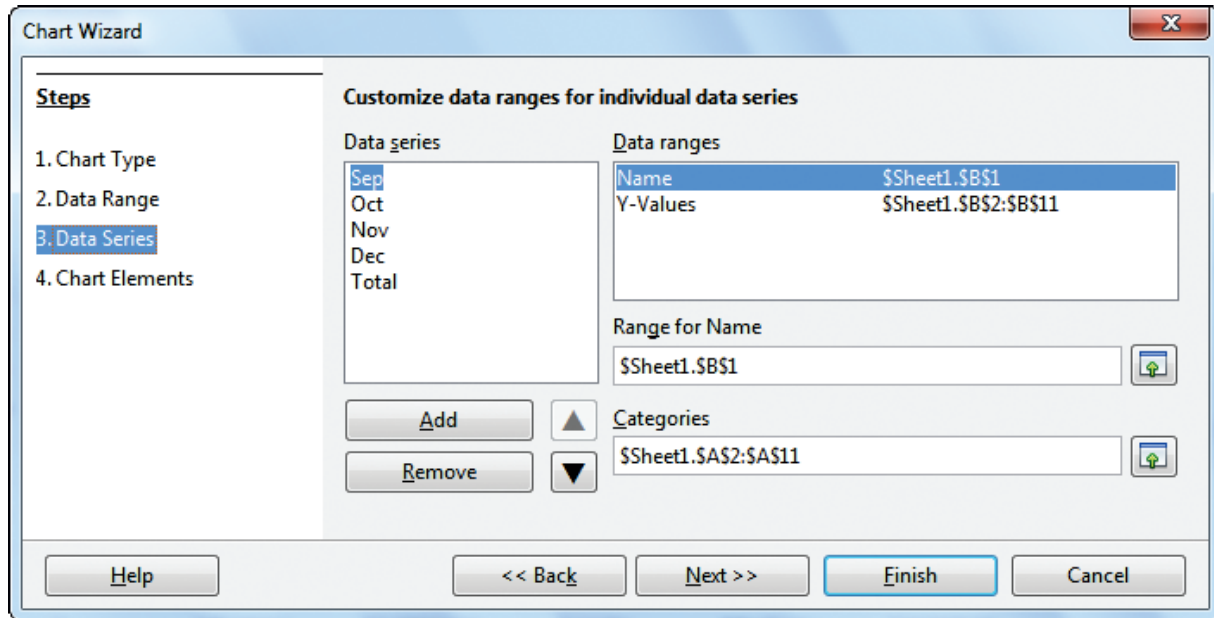 Chart Wizard
Steps
1. Chart Type
2. Data Range
3. Data Series
4. Chart Elements
Customize data ranges for individual data series
Data series
Sep
Oct
Nov
Dec
Total
Add
Remove
Data ranges
Name $Sheet1.$B$1
Y-Values $Sheet1.$B$2:$B$11
Range for Name
$Sheet1.$B$1
Categories
$Sheet1.$A$2:$A$11
Help
<< Back
Next >>
Finish
Cancel